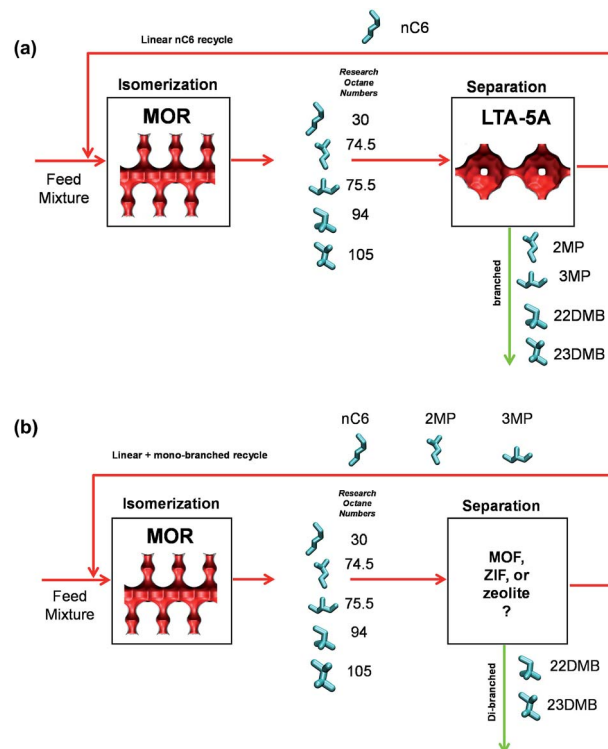 (a)
nC6
Linear nC6 recycle
Isomerization
MOR
Research
Octane
Numbers
Separation
LTA-5A
30
74.5
75.5
94
105
Feed
Mixture
branched
2MP
3MP
22DMB
23DMB
(b)
nC6
2MP
3MP
Linear + mono-branched recycle
Isomerization
MOR
Research
Octane
Numbers
Separation
30
74.5
75.5
94
105
MOF,
ZIF, or
zeolite
?
Feed
Mixture
Di-branched
22DMB
23DMB